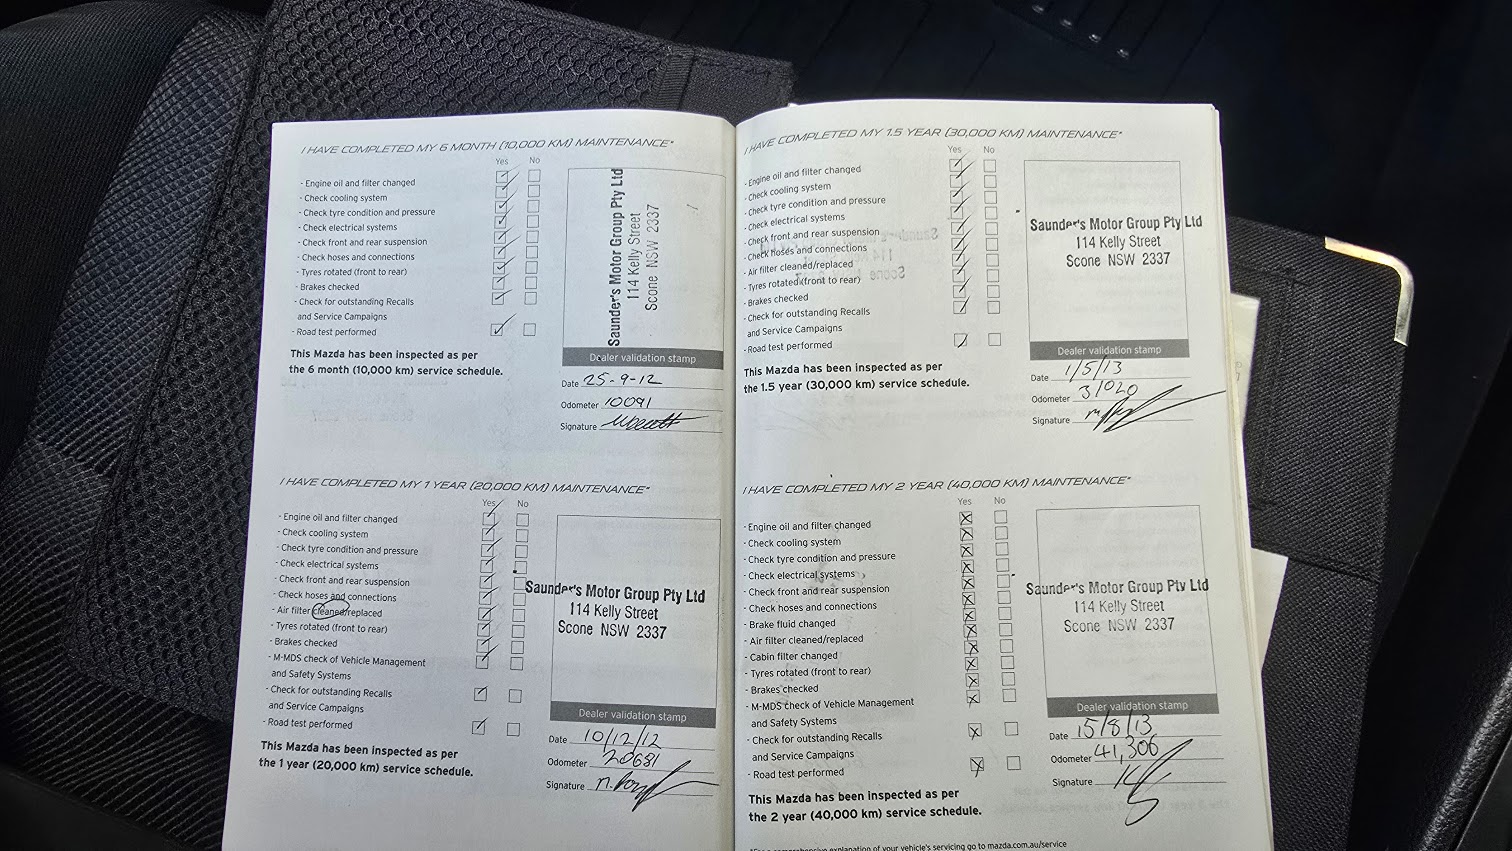 I HAVE COMPLETED MY 6 MONTH (10,000 KM) MAINTENANCE*
Yes No
- Engine oil and filter changed
- Check cooling system
- Check tyre condition and pressure
- Check electrical systems
- Check front and rear suspension
- Check hoses and connections
- Tyres rotated (front to rear)
- Brakes checked
- Check for outstanding Recalls
and Service Campaigns
- Road test performed
This Mazda has been inspected as per
the 6 month (10,000 km) service schedule.
Saunder's Motor Group Pty Ltd
114 Kelly Street
Scone NSW 2337
Dealer validation stamp
Date 25-9-12
Odometer 10091
Signature
I HAVE COMPLETED MY 1 YEAR (20,000 KM) MAINTENANCE*
Yes No
- Engine oil and filter changed
- Check cooling system
- Check tyre condition and pressure
- Check electrical systems
- Check front and rear suspension
- Check hoses and connections
- Air filter cleaned/replaced
- Tyres rotated (front to rear)
- Brakes checked
- M-MDS check of Vehicle Management
and Safety Systems
- Check for outstanding Recalls
and Service Campaigns
- Road test performed
This Mazda has been inspected as per
the 1 year (20,000 km) service schedule.
Saunder's Motor Group Pty Ltd
114 Kelly Street
Scone NSW 2337
Dealer validation stamp
Date 10/12/12
Odometer 20681
Signature
I HAVE COMPLETED MY 1.5 YEAR (30,000 KM) MAINTENANCE*
Yes No
- Engine oil and filter changed
- Check cooling system
- Check tyre condition and pressure
- Check electrical systems
- Check front and rear suspension
- Check hoses and connections
- Air filter cleaned/replaced
- Tyres rotated (front to rear)
- Brakes checked
- Check for outstanding Recalls
and Service Campaigns
- Road test performed
This Mazda has been inspected as per
the 1.5 year (30,000 km) service schedule.
Saunder's Motor Group Pty Ltd
114 Kelly Street
Scone NSW 2337
Dealer validation stamp
Date 1/5/13
Odometer 31020
Signature
I HAVE COMPLETED MY 2 YEAR (40,000 KM) MAINTENANCE*
Yes No
- Engine oil and filter changed
- Check cooling system
- Check tyre condition and pressure
- Check electrical systems
- Check front and rear suspension
- Check hoses and connections
- Brake fluid changed
- Air filter cleaned/replaced
- Cabin filter changed
- Tyres rotated (front to rear)
- Brakes checked
- M-MDS check of Vehicle Management
and Safety Systems
- Check for outstanding Recalls
and Service Campaigns
- Road test performed
This Mazda has been inspected as per
the 2 year (40,000 km) service schedule.
Saunder's Motor Group Pty Ltd
114 Kelly Street
Scone NSW 2337
Dealer validation stamp
Date 15/8/13
Odometer 41,306
Signature
explanation of your vehicle's servicing go to mazda.com.au/service